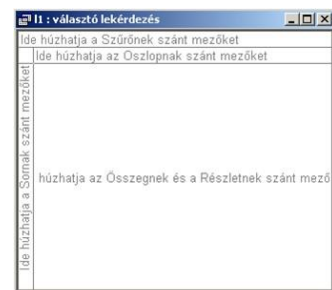 l1 : választó lekérdezés
Ide húzhatja a Szűrőnek szánt mezőket
Ide húzhatja az Oszlopnak szánt mezőket
Ide húzhatja a Sornak szánt mezőket
húzhatja az Összegnek és a Részletnek szánt mező